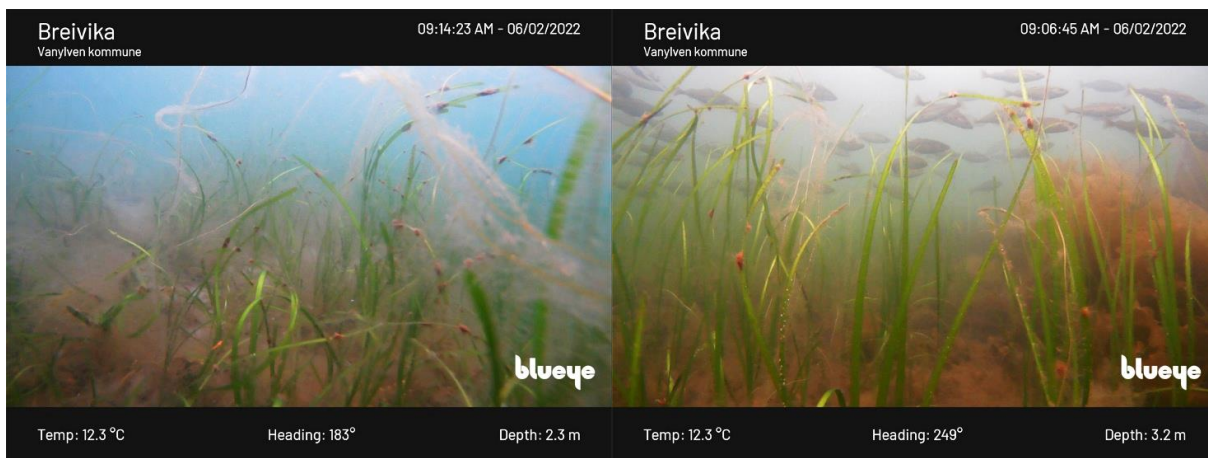 Breivika
Vanylven kommune
09:14:23 AM - 06/02/2022
blueye
Temp: 12.3 °C
Heading: 183°
Depth: 2.3 m
Breivika
Vanylven kommune
09:06:45 AM - 06/02/2022
blueye
Temp: 12.3 °C
Heading: 249°
Depth: 3.2 m